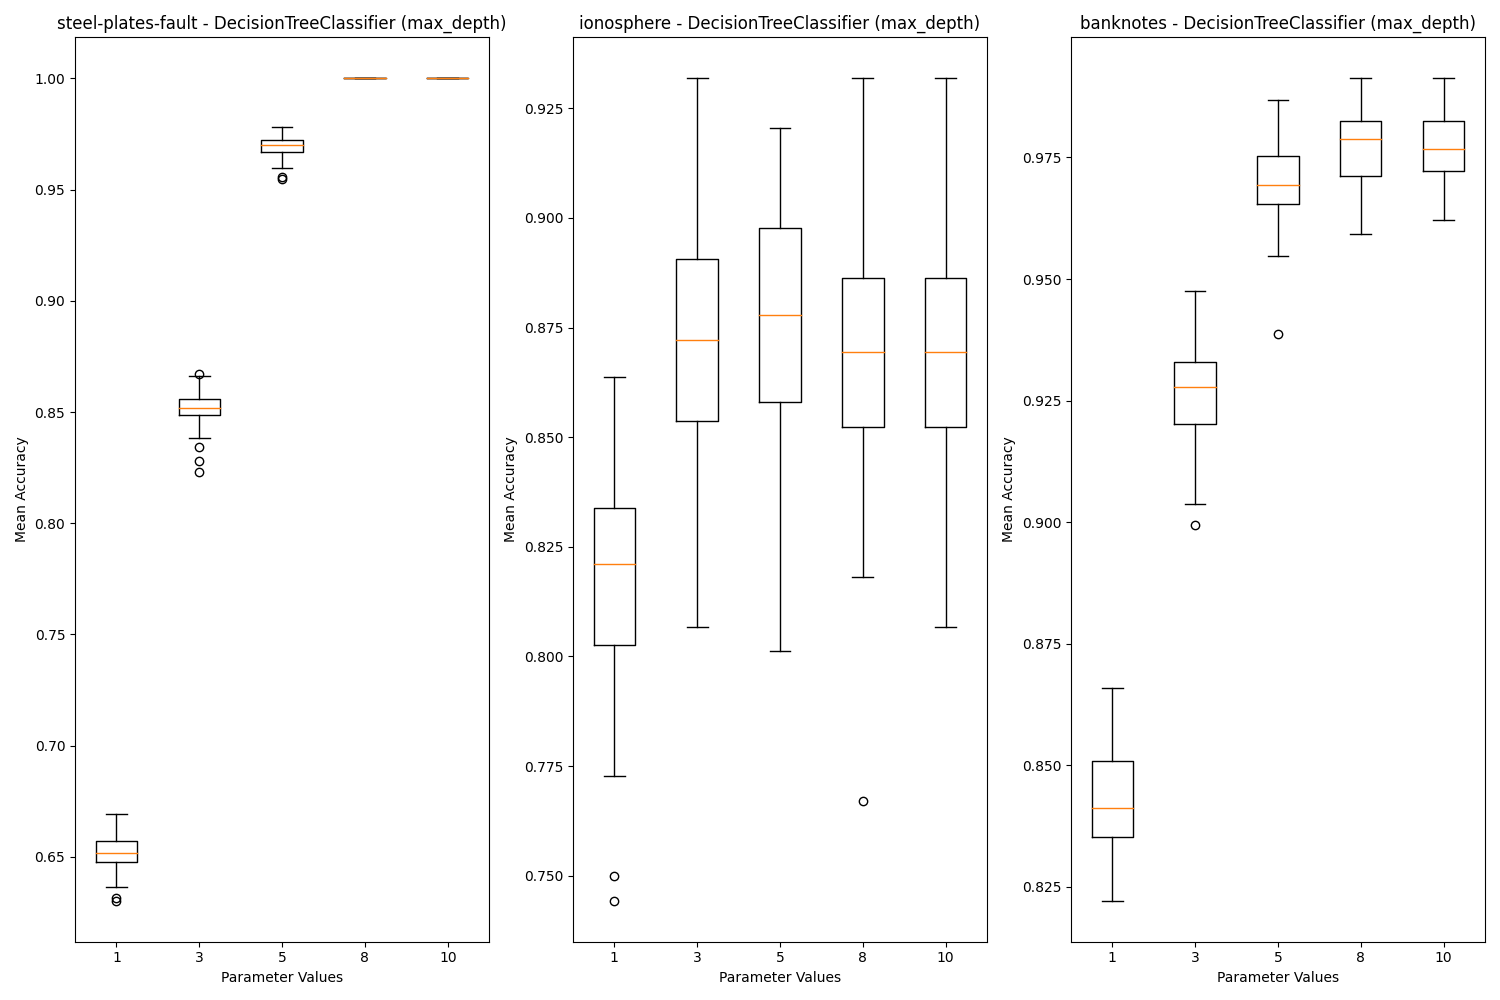 steel-plates-fault - DecisionTreeClassifier (max_depth)
1.00
0.95
0.90
0.85
0.80
0.75
0.70
0.65
Mean Accuracy
1 3 5 8 10
Parameter Values
ionosphere - DecisionTreeClassifier (max_depth)
0.925
0.900
0.875
0.850
0.825
0.800
0.775
0.750
Mean Accuracy
1 3 5 8 10
Parameter Values
banknotes - DecisionTreeClassifier (max_depth)
0.975
0.950
0.925
0.900
0.875
0.850
0.825
Mean Accuracy
1 3 5 8 10
Parameter Values